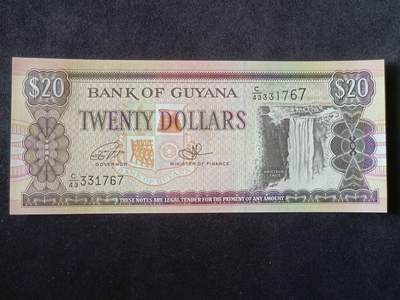 $20
BANK OF GUYANA
$20
C/43 331767
TWENTY DOLLARS
GOVERNOR
MINISTER OF FINANCE
KAIETEUR
FALLS
C/43 331767
THESE NOTES ARE LEGAL TENDER FOR THE PAYMENT OF ANY AMOUNT